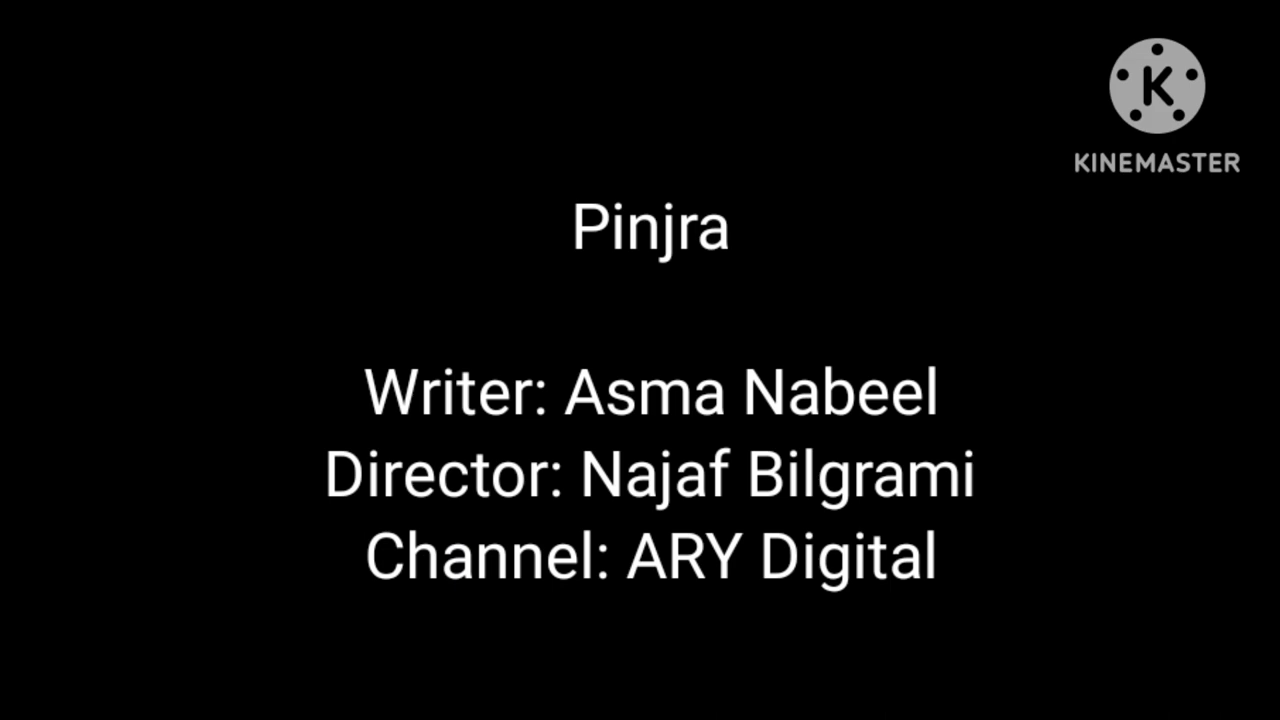 K
KINEMASTER
Pinjra
Writer: Asma Nabeel
Director: Najaf Bilgrami
Channel: ARY Digital